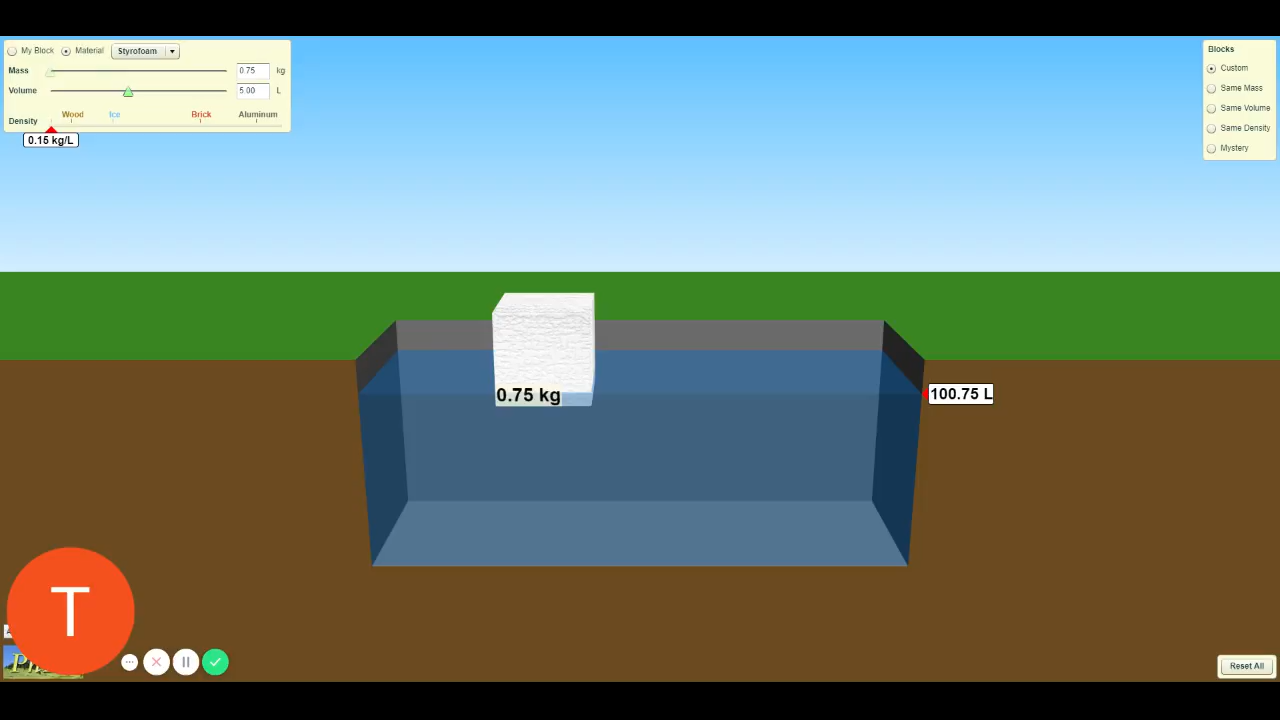 My Block Material Styrofoam
Mass 0.75 kg
Volume 5.00 L
Wood Ice Brick Aluminum
Density
0.15 kg/L
Blocks
Custom
Same Mass
Same Volume
Same Density
Mystery
0.75 kg
100.75 L
T
Reset All